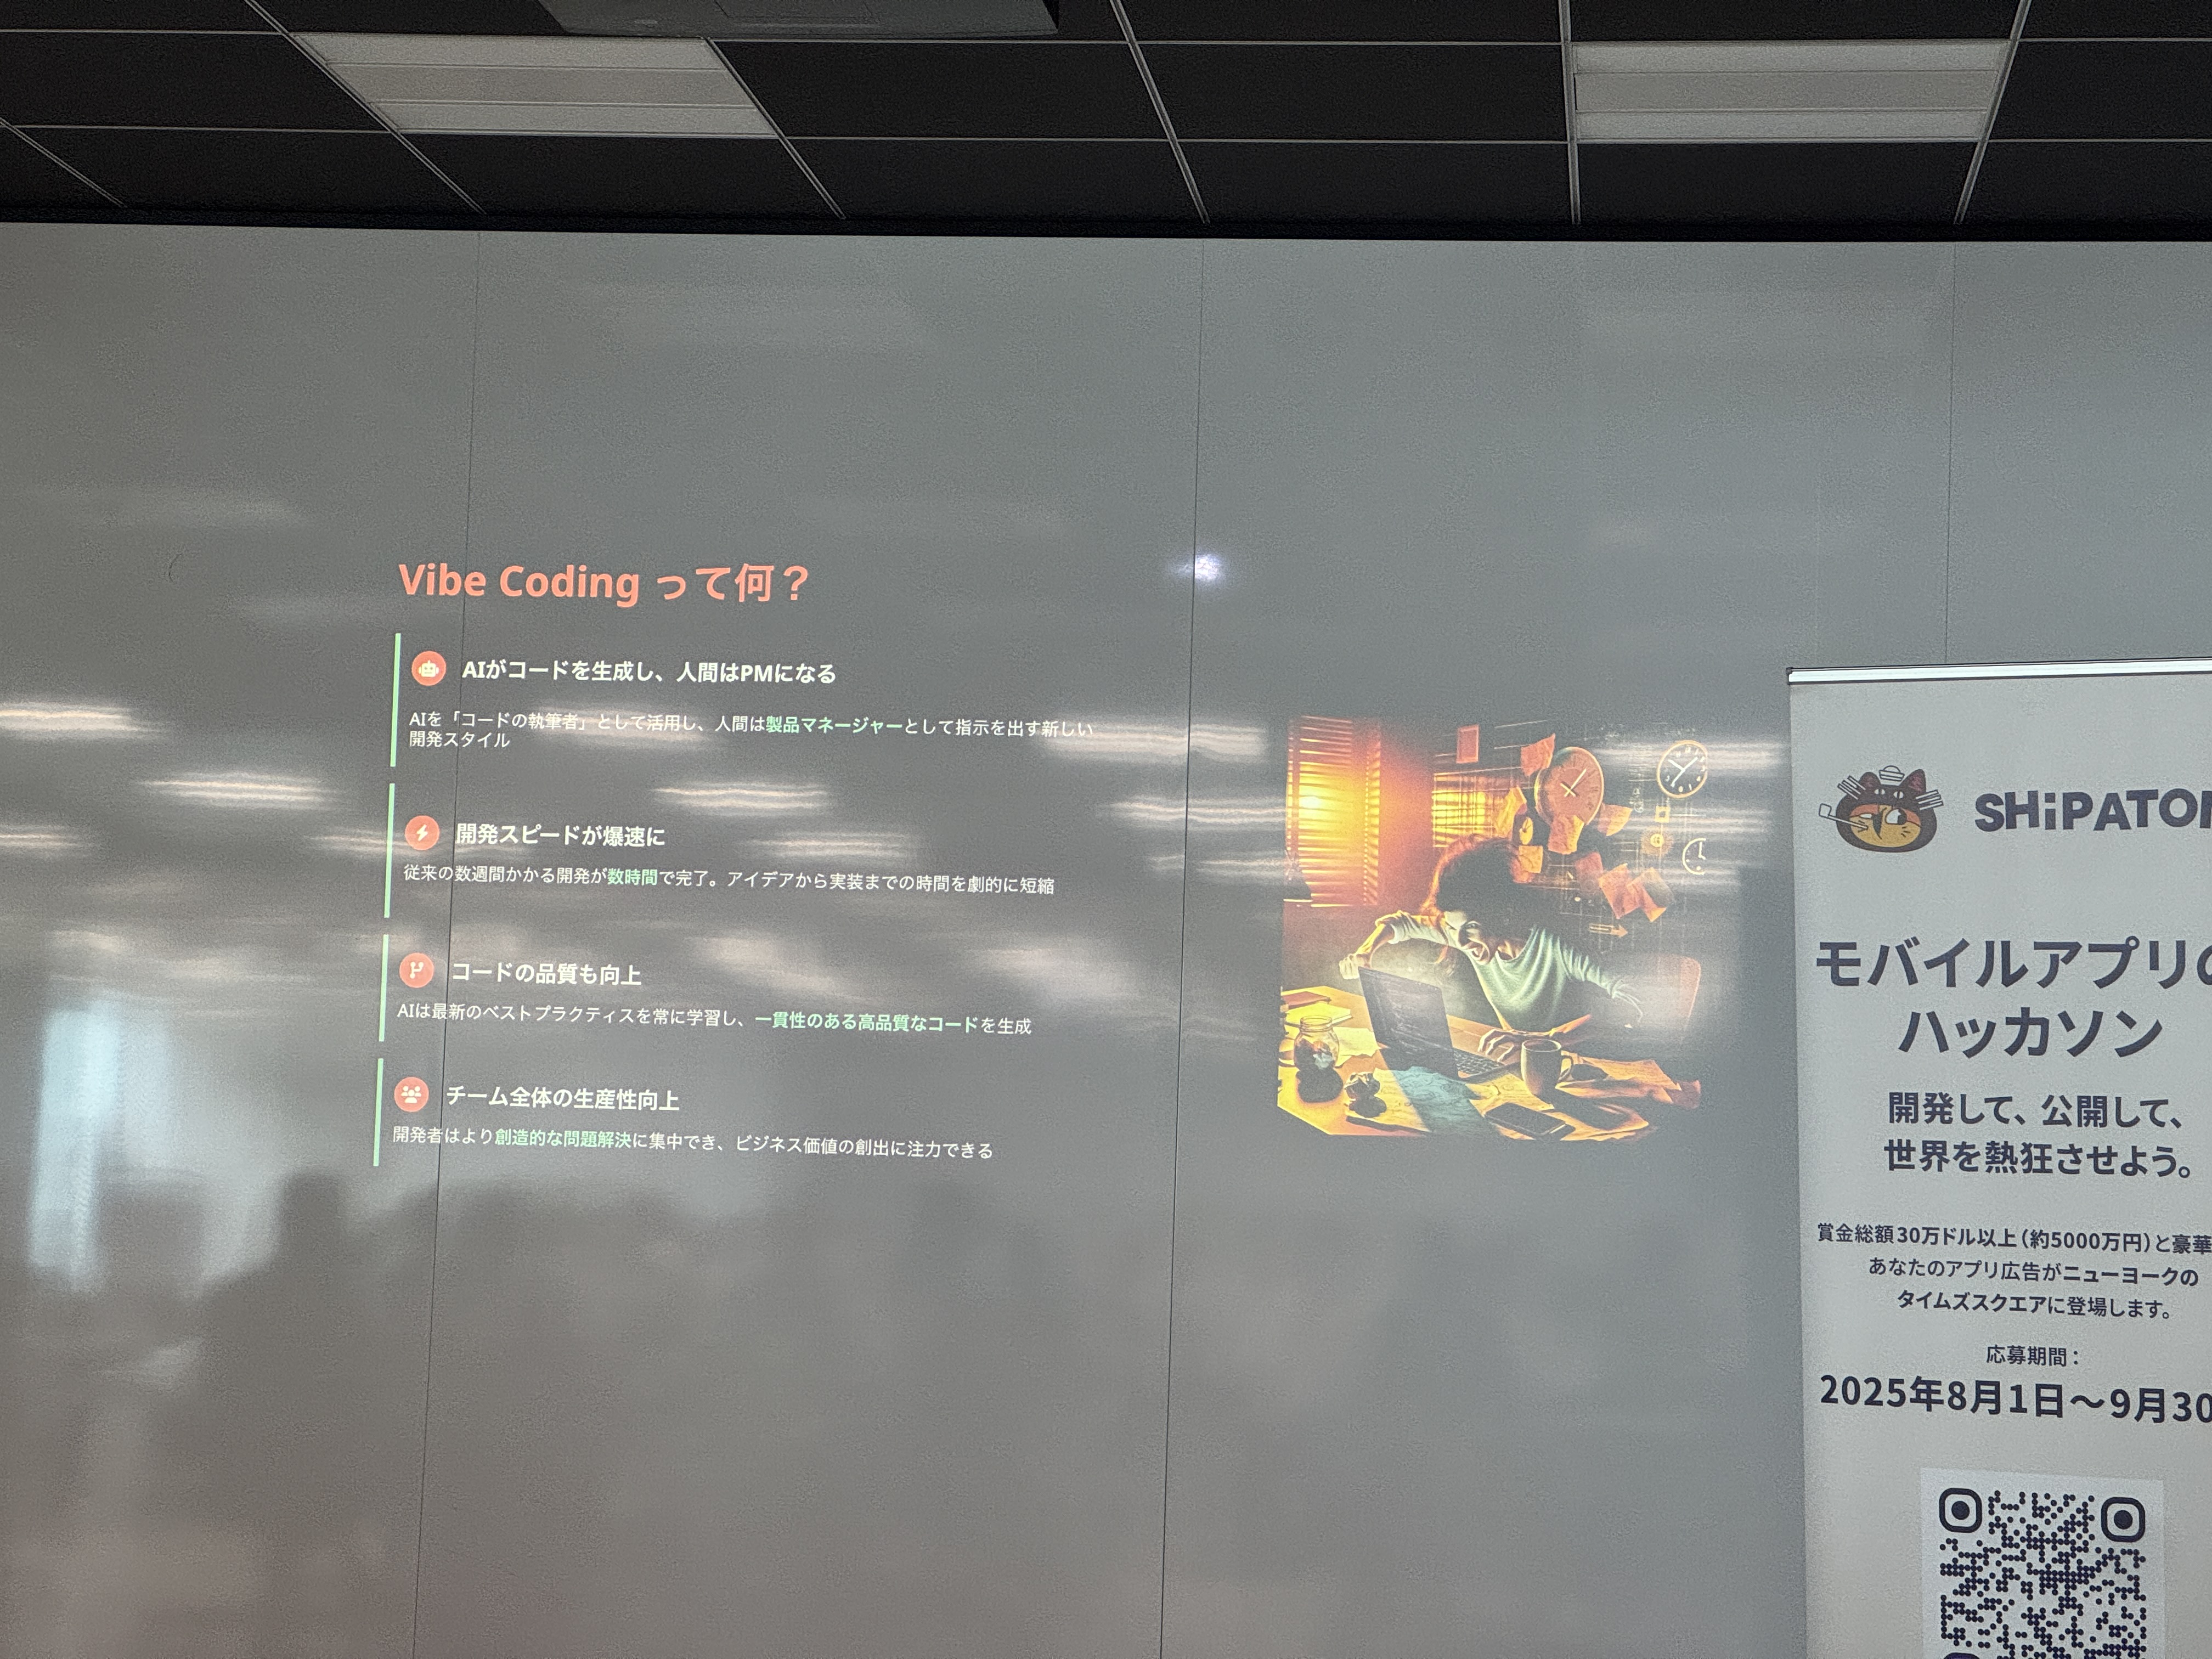 Vibe Coding って何？
AIがコードを生成し、人間はPMになる
AIを「コードの執筆者」として活用し、人間は製品マネージャーとして指示を出す新しい
開発スタイル
開発スピードが爆速に
従来の数週間かかる開発が数時間で完了。アイデアから実装までの時間を劇的に短縮
コードの品質も向上
AIは最新のベストプラクティスを常に学習し、一貫性のある高品質なコードを生成
チーム全体の生産性向上
開発者はより創造的な問題解決に集中でき、ビジネス価値の創出に注力できる
SHiPATON
モバイルアプリの
ハッカソン
開発して、公開して、
世界を熱狂させよう。
賞金総額30万ドル以上（約5000万円）と豪華
あなたのアプリ広告がニューヨークの
タイムズスクエアに登場します。
応募期間：
2025年8月1日〜9月30